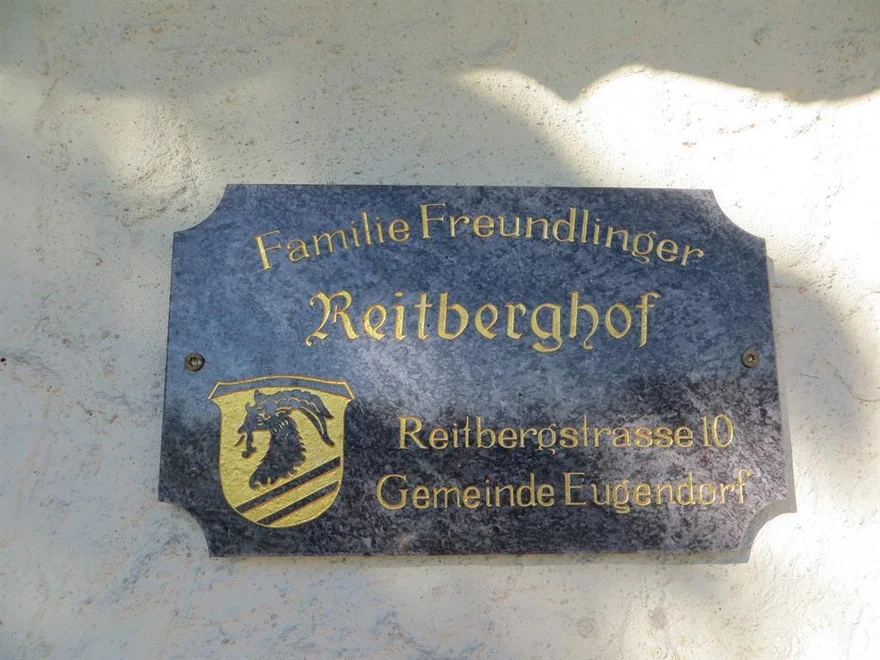 Familie Freundlinger
Reitberghof
Reitbergstrasse 10
Gemeinde Eugendorf